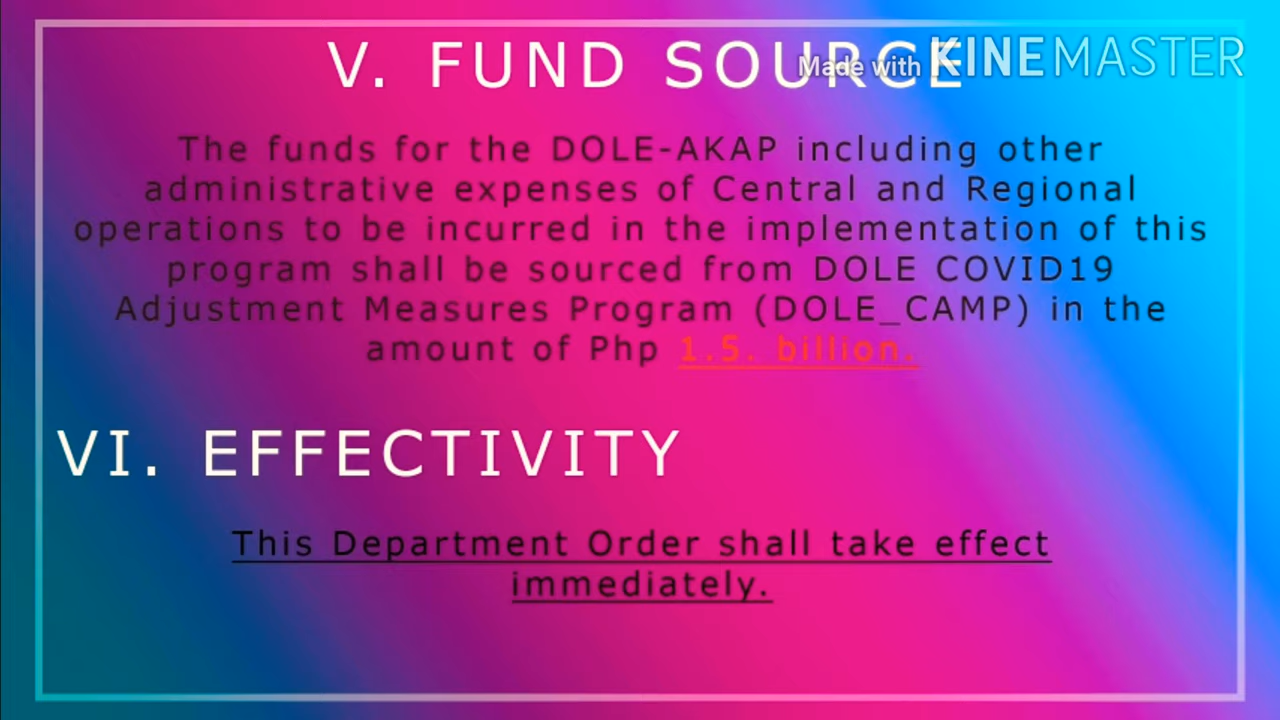 V. FUND SOURCE
Made with KINEMASTER
The funds for the DOLE-AKAP including other
administrative expenses of Central and Regional
operations to be incurred in the implementation of this
program shall be sourced from DOLE COVID19
Adjustment Measures Program (DOLE_CAMP) in the
amount of Php 1.5. billion.
VI. EFFECTIVITY
This Department Order shall take effect
immediately.